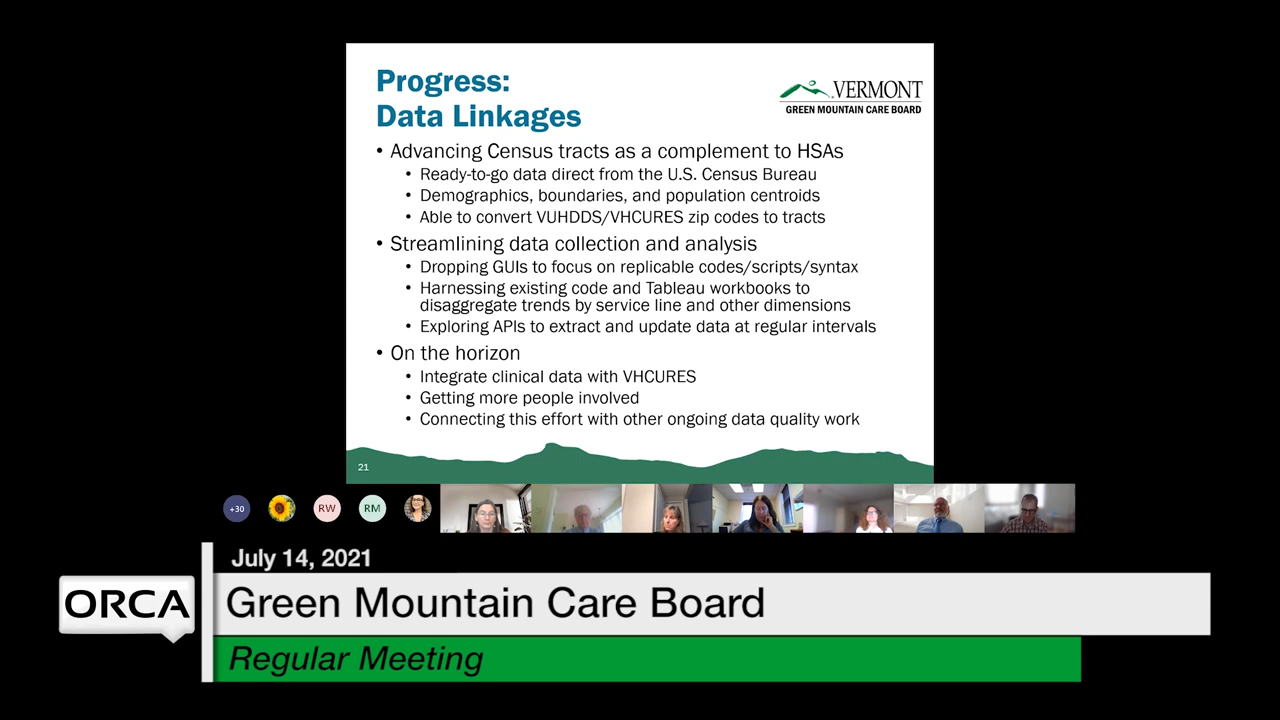 Progress:
Data Linkages
VERMONT
GREEN MOUNTAIN CARE BOARD
• Advancing Census tracts as a complement to HSAs
• Ready-to-go data direct from the U.S. Census Bureau
• Demographics, boundaries, and population centroids
• Able to convert VUHDDS/VHCURES zip codes to tracts
• Streamlining data collection and analysis
• Dropping GUIs to focus on replicable codes/scripts/syntax
• Harnessing existing code and Tableau workbooks to
disaggregate trends by service line and other dimensions
• Exploring APIs to extract and update data at regular intervals
• On the horizon
• Integrate clinical data with VHCURES
• Getting more people involved
• Connecting this effort with other ongoing data quality work
21
+30
RW
RM
July 14, 2021
ORCA
Green Mountain Care Board
Regular Meeting